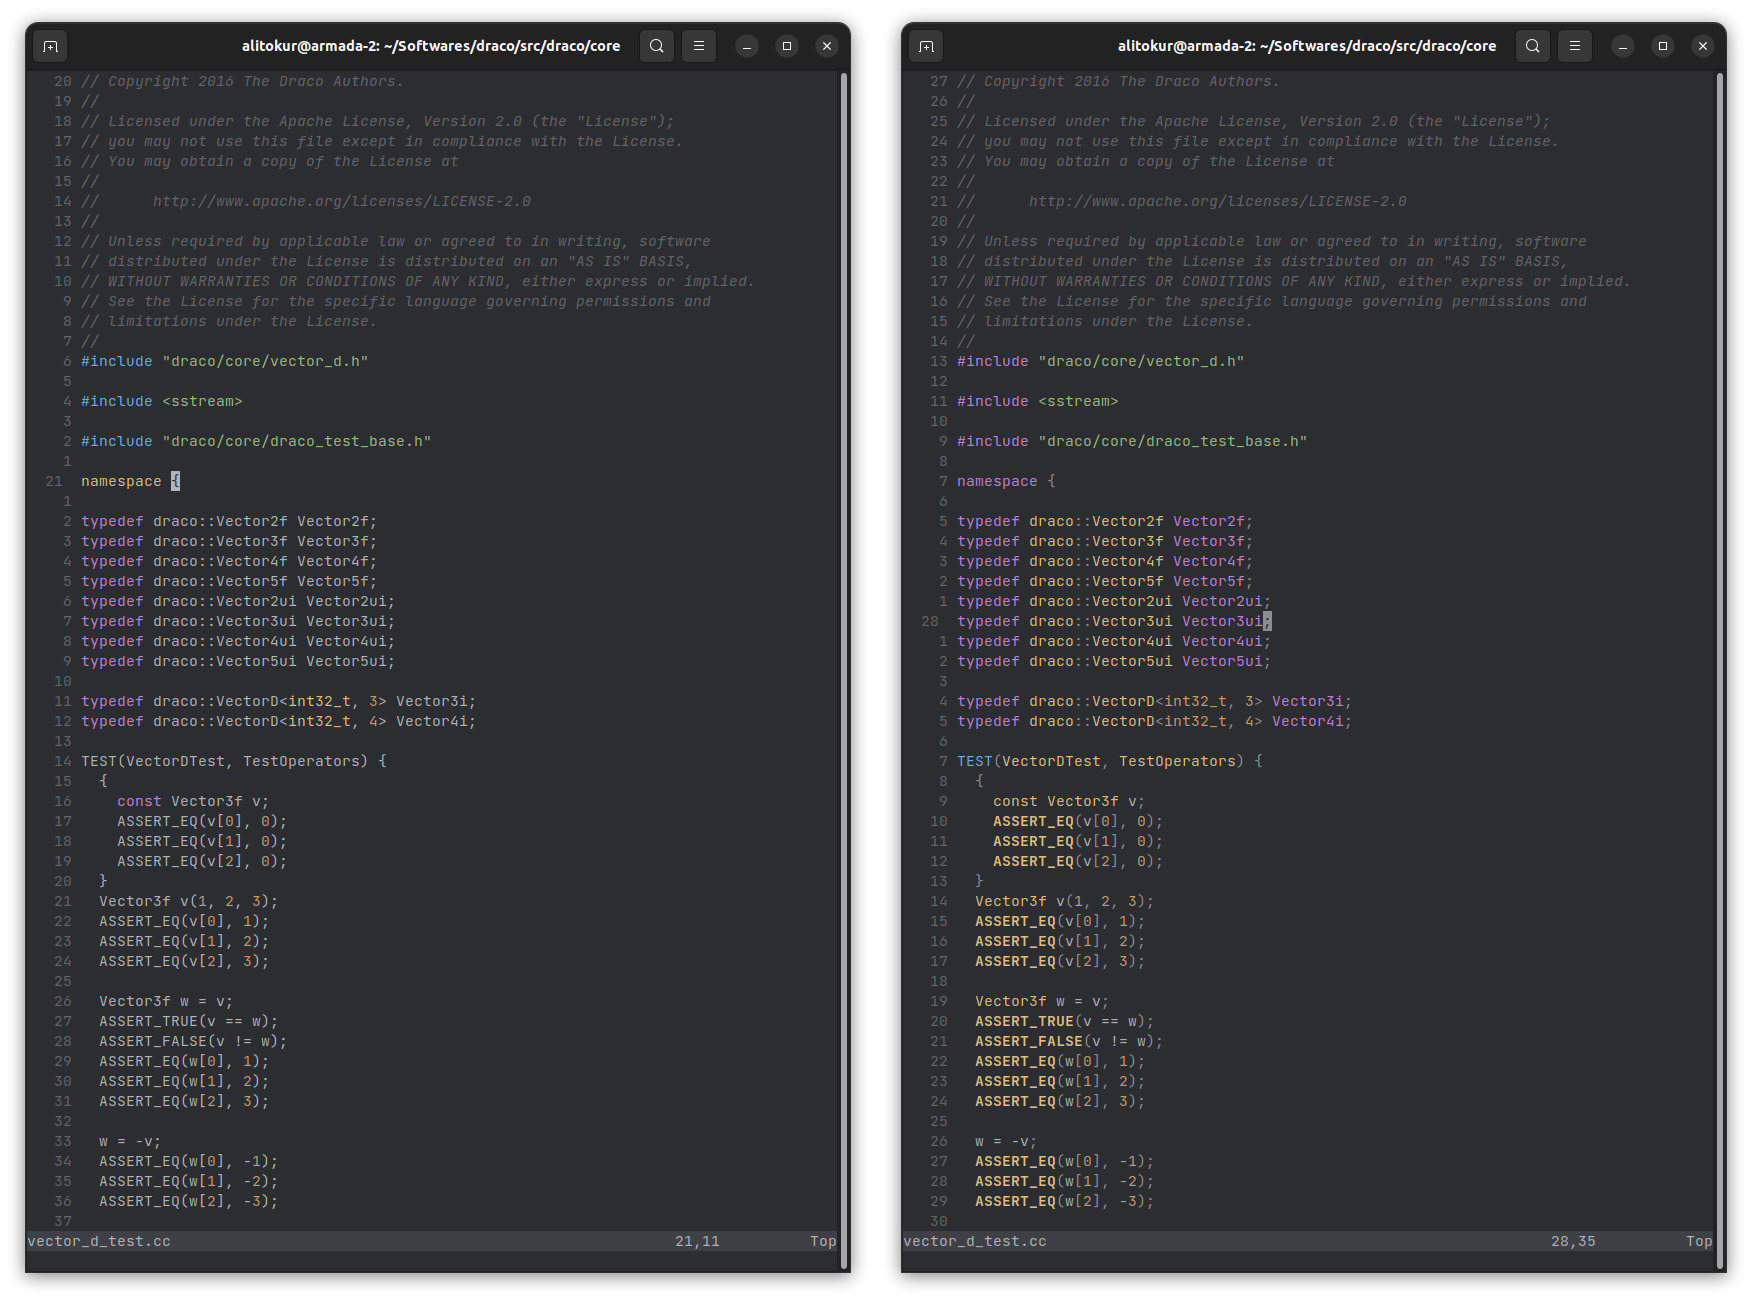 alitokur@armada-2: ~/Softwares/draco/src/draco/core
20 // Copyright 2016 The Draco Authors.
19 //
18 // Licensed under the Apache License, Version 2.0 (the "License");
17 // you may not use this file except in compliance with the License.
16 // You may obtain a copy of the License at
15 //
14 //      http://www.apache.org/licenses/LICENSE-2.0
13 //
12 // Unless required by applicable law or agreed to in writing, software
11 // distributed under the License is distributed on an "AS IS" BASIS,
10 // WITHOUT WARRANTIES OR CONDITIONS OF ANY KIND, either express or implied.
9 // See the License for the specific language governing permissions and
8 // limitations under the License.
7 //
6 #include "draco/core/vector_d.h"
5
4 #include <sstream>
3
2 #include "draco/core/draco_test_base.h"
1
21 namespace {
1
2 typedef draco::Vector2f Vector2f;
3 typedef draco::Vector3f Vector3f;
4 typedef draco::Vector4f Vector4f;
5 typedef draco::Vector5f Vector5f;
6 typedef draco::Vector2ui Vector2ui;
7 typedef draco::Vector3ui Vector3ui;
8 typedef draco::Vector4ui Vector4ui;
9 typedef draco::Vector5ui Vector5ui;
10
11 typedef draco::VectorD<int32_t, 3> Vector3i;
12 typedef draco::VectorD<int32_t, 4> Vector4i;
13
14 TEST(VectorDTest, TestOperators) {
15   {
16     const Vector3f v;
17     ASSERT_EQ(v[0], 0);
18     ASSERT_EQ(v[1], 0);
19     ASSERT_EQ(v[2], 0);
20   }
21   Vector3f v(1, 2, 3);
22   ASSERT_EQ(v[0], 1);
23   ASSERT_EQ(v[1], 2);
24   ASSERT_EQ(v[2], 3);
25
26   Vector3f w = v;
27   ASSERT_TRUE(v == w);
28   ASSERT_FALSE(v != w);
29   ASSERT_EQ(w[0], 1);
30   ASSERT_EQ(w[1], 2);
31   ASSERT_EQ(w[2], 3);
32
33   w = -v;
34   ASSERT_EQ(w[0], -1);
35   ASSERT_EQ(w[1], -2);
36   ASSERT_EQ(w[2], -3);
37
vector_d_test.cc 21,11 Top
alitokur@armada-2: ~/Softwares/draco/src/draco/core
27 // Copyright 2016 The Draco Authors.
26 //
25 // Licensed under the Apache License, Version 2.0 (the "License");
24 // you may not use this file except in compliance with the License.
23 // You may obtain a copy of the License at
22 //
21 //      http://www.apache.org/licenses/LICENSE-2.0
20 //
19 // Unless required by applicable law or agreed to in writing, software
18 // distributed under the License is distributed on an "AS IS" BASIS,
17 // WITHOUT WARRANTIES OR CONDITIONS OF ANY KIND, either express or implied.
16 // See the License for the specific language governing permissions and
15 // limitations under the License.
14 //
13 #include "draco/core/vector_d.h"
12
11 #include <sstream>
10
9 #include "draco/core/draco_test_base.h"
8
7 namespace {
6
5 typedef draco::Vector2f Vector2f;
4 typedef draco::Vector3f Vector3f;
3 typedef draco::Vector4f Vector4f;
2 typedef draco::Vector5f Vector5f;
1 typedef draco::Vector2ui Vector2ui;
28 typedef draco::Vector3ui Vector3ui;
1 typedef draco::Vector4ui Vector4ui;
2 typedef draco::Vector5ui Vector5ui;
3
4 typedef draco::VectorD<int32_t, 3> Vector3i;
5 typedef draco::VectorD<int32_t, 4> Vector4i;
6
7 TEST(VectorDTest, TestOperators) {
8   {
9     const Vector3f v;
10     ASSERT_EQ(v[0], 0);
11     ASSERT_EQ(v[1], 0);
12     ASSERT_EQ(v[2], 0);
13   }
14   Vector3f v(1, 2, 3);
15   ASSERT_EQ(v[0], 1);
16   ASSERT_EQ(v[1], 2);
17   ASSERT_EQ(v[2], 3);
18
19   Vector3f w = v;
20   ASSERT_TRUE(v == w);
21   ASSERT_FALSE(v != w);
22   ASSERT_EQ(w[0], 1);
23   ASSERT_EQ(w[1], 2);
24   ASSERT_EQ(w[2], 3);
25
26   w = -v;
27   ASSERT_EQ(w[0], -1);
28   ASSERT_EQ(w[1], -2);
29   ASSERT_EQ(w[2], -3);
30
vector_d_test.cc 28,35 Top